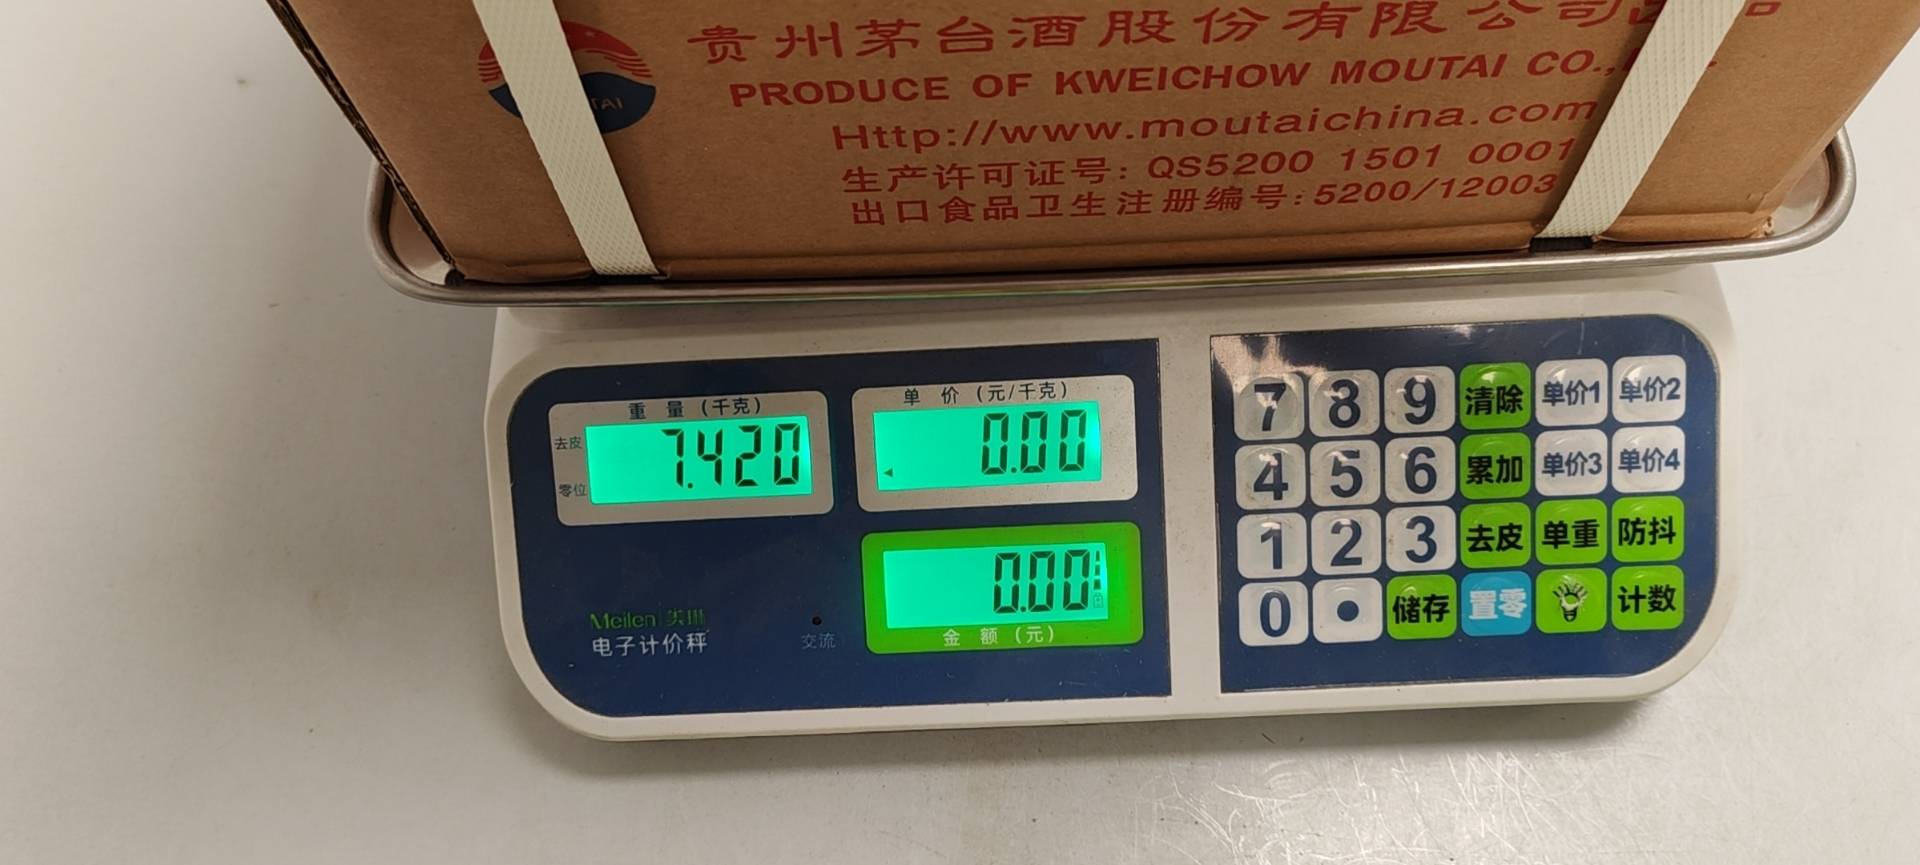 贵州茅台酒股份有限公司
PRODUCE OF KWEICHOW MOUTAI CO.,
TAI
Http://www.moutaichina.com
生产许可证号: QS5200 1501 0001
出口食品卫生注册编号: 5200/12003
重 量 (千克)
去皮
7.420
零位
单 价 (元/千克)
0.00
0.00
金 额 (元)
Meilen 美琳
电子计价秤
交流
7 8 9 清除 单价1 单价2
4 5 6 累加 单价3 单价4
1 2 3 去皮 单重 防抖
0 • 储存 置零 计数